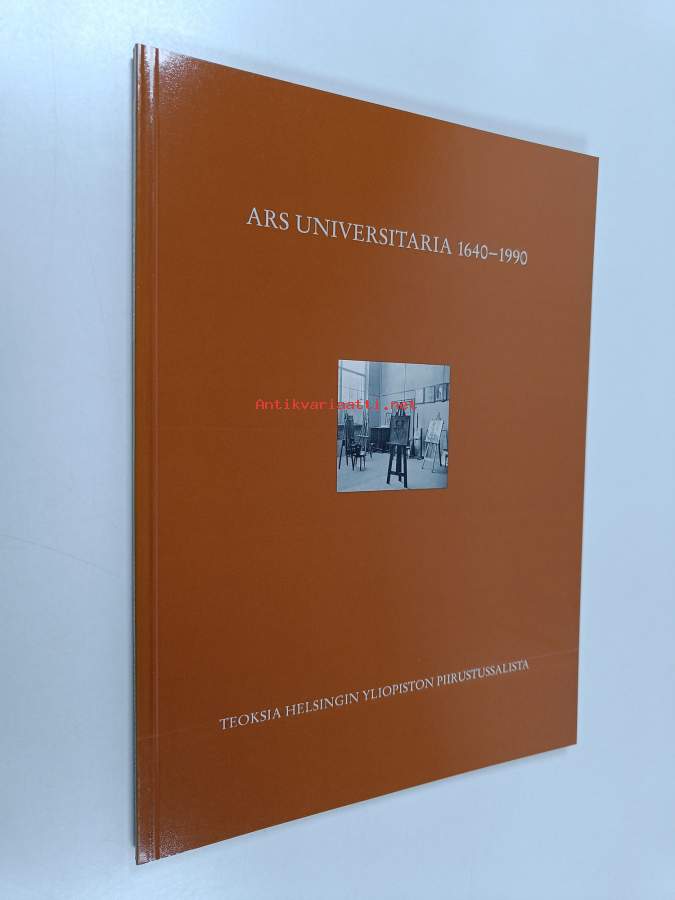 ARS UNIVERSITARIA 1640–1990
Antikvariaatti.net
TEOKSIA HELSINGIN YLIOPISTON PIIRUSTUSSALISTA